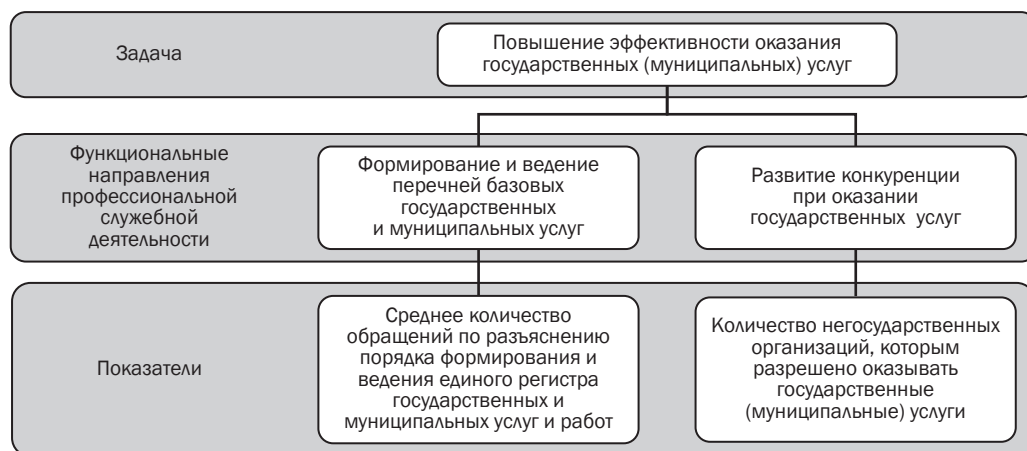 Задача
Повышение эффективности оказания
государственных (муниципальных) услуг
Функциональные
направления
профессиональной
служебной
деятельности
Формирование и ведение
перечней базовых
государственных
и муниципальных услуг
Развитие конкуренции
при оказании
государственных услуг
Показатели
Среднее количество
обращений по разъяснению
порядка формирования и
ведения единого регистра
государственных и
муниципальных услуг и работ
Количество негосударственных
организаций, которым
разрешено оказывать
государственные
(муниципальные) услуги